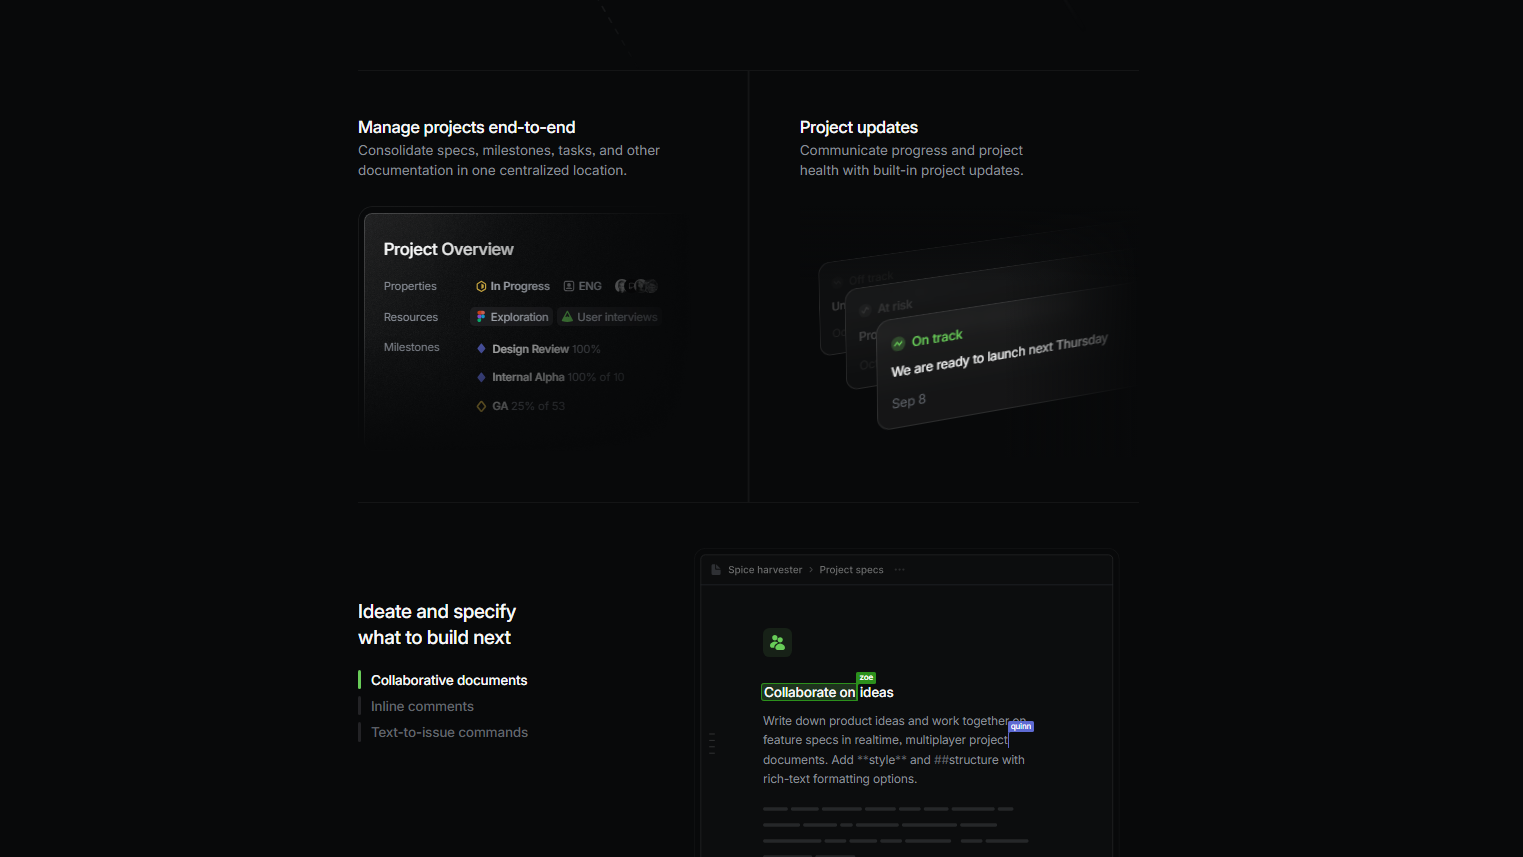 Manage projects end-to-end
Consolidate specs, milestones, tasks, and other
documentation in one centralized location.
Project Overview
Properties
In Progress
ENG
Resources
Exploration
User interviews
Milestones
Design Review 100%
Internal Alpha 100% of 10
GA 25% of 53
Project updates
Communicate progress and project
health with built-in project updates.
Off track
Un
Oc
At risk
Pro
Oc
On track
We are ready to launch next Thursday
Sep 8
Ideate and specify
what to build next
Collaborative documents
Inline comments
Text-to-issue commands
Spice harvester › Project specs ···
zoe
Collaborate on ideas
Write down product ideas and work together on
quinn
feature specs in realtime, multiplayer project
documents. Add **style** and ##structure with
rich-text formatting options.